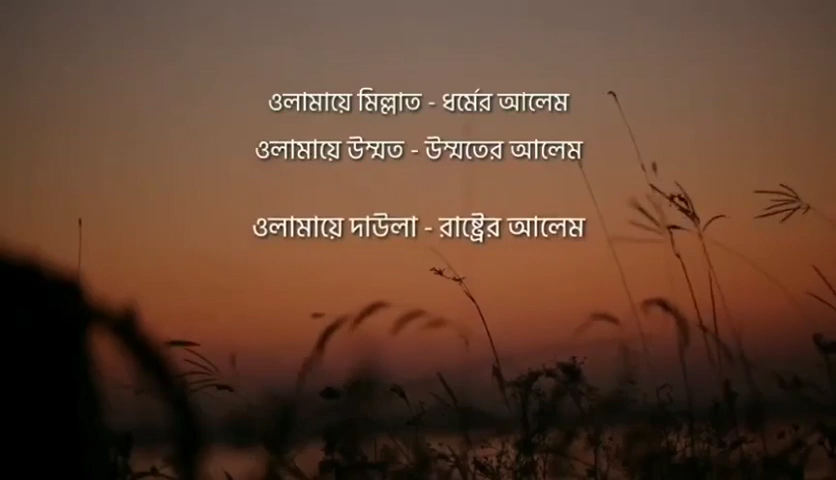 ওলামায়ে মিল্লাত - ধর্মের আলেম
ওলামায়ে উম্মত - উম্মতের আলেম
ওলামায়ে দাউলা - রাষ্ট্রের আলেম